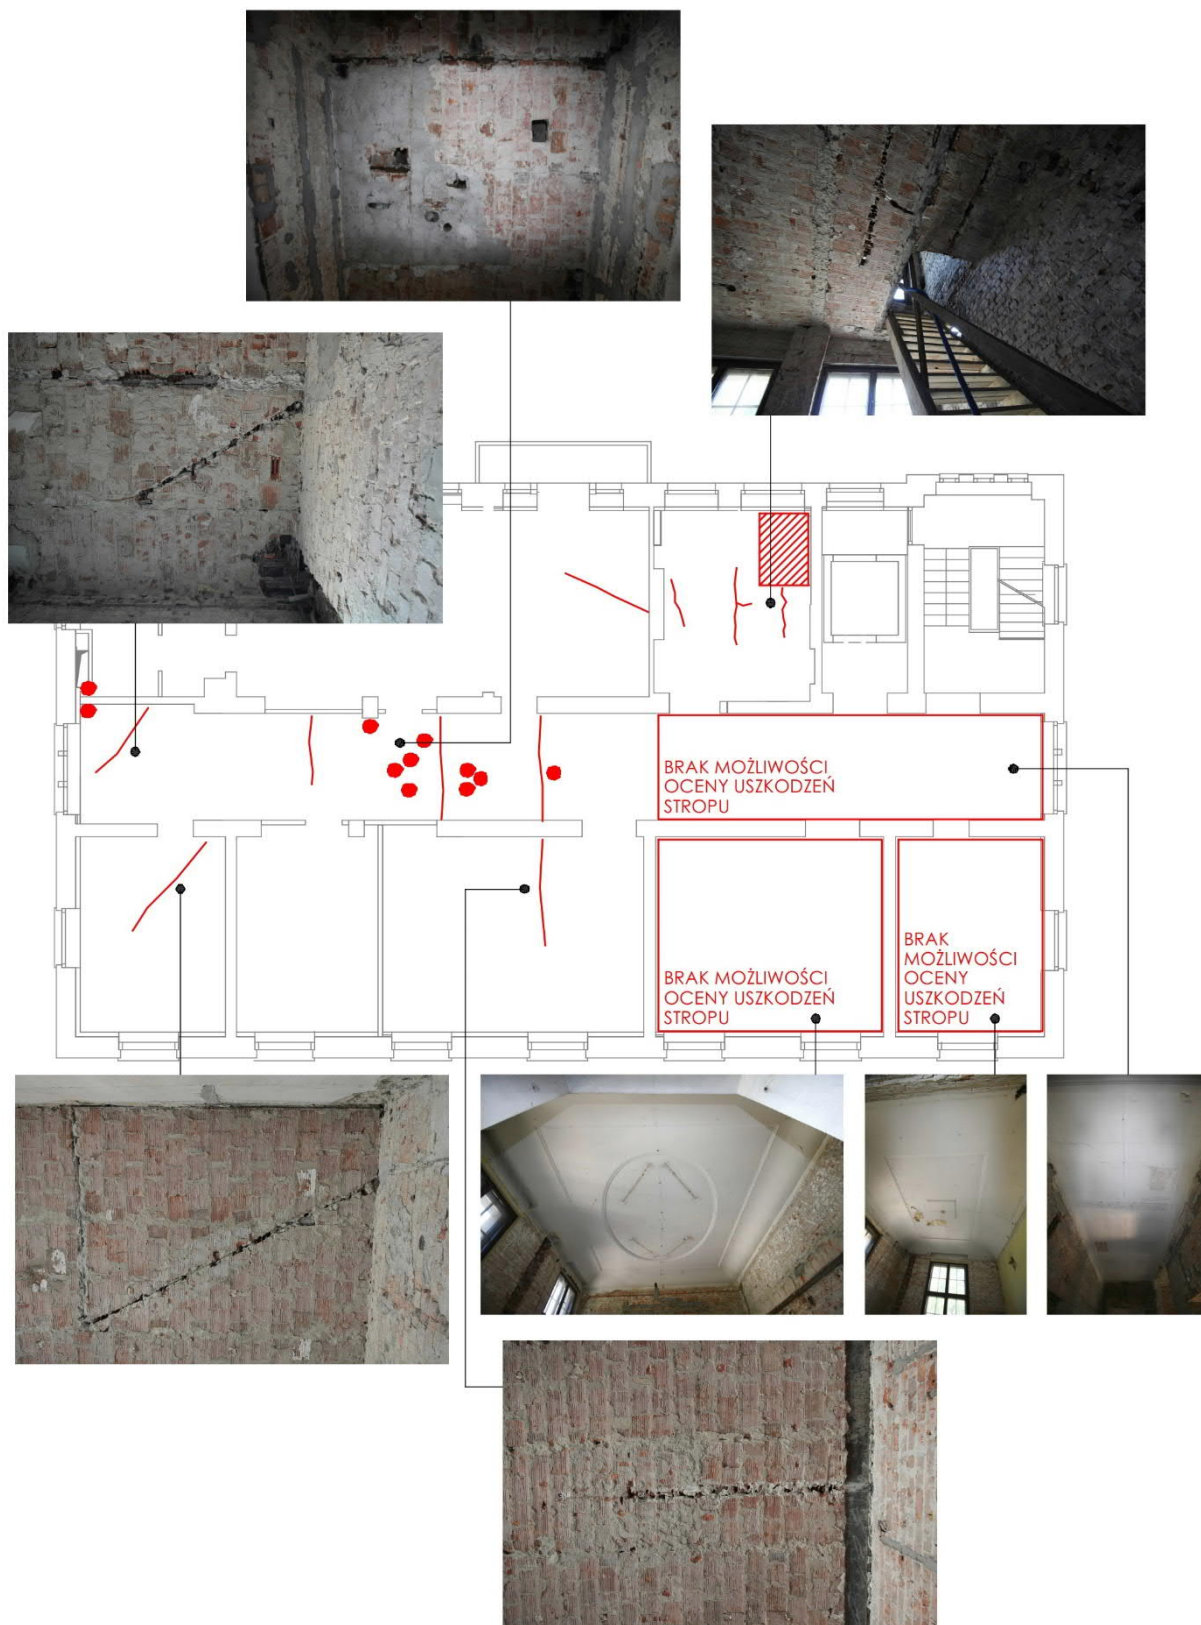 BRAK MOŻLIWOŚCI
OCENY USZKODZEŃ
STROPU
BRAK MOŻLIWOŚCI
OCENY USZKODZEŃ
STROPU
BRAK
MOŻLIWOŚCI
OCENY
USZKODZEŃ
STROPU